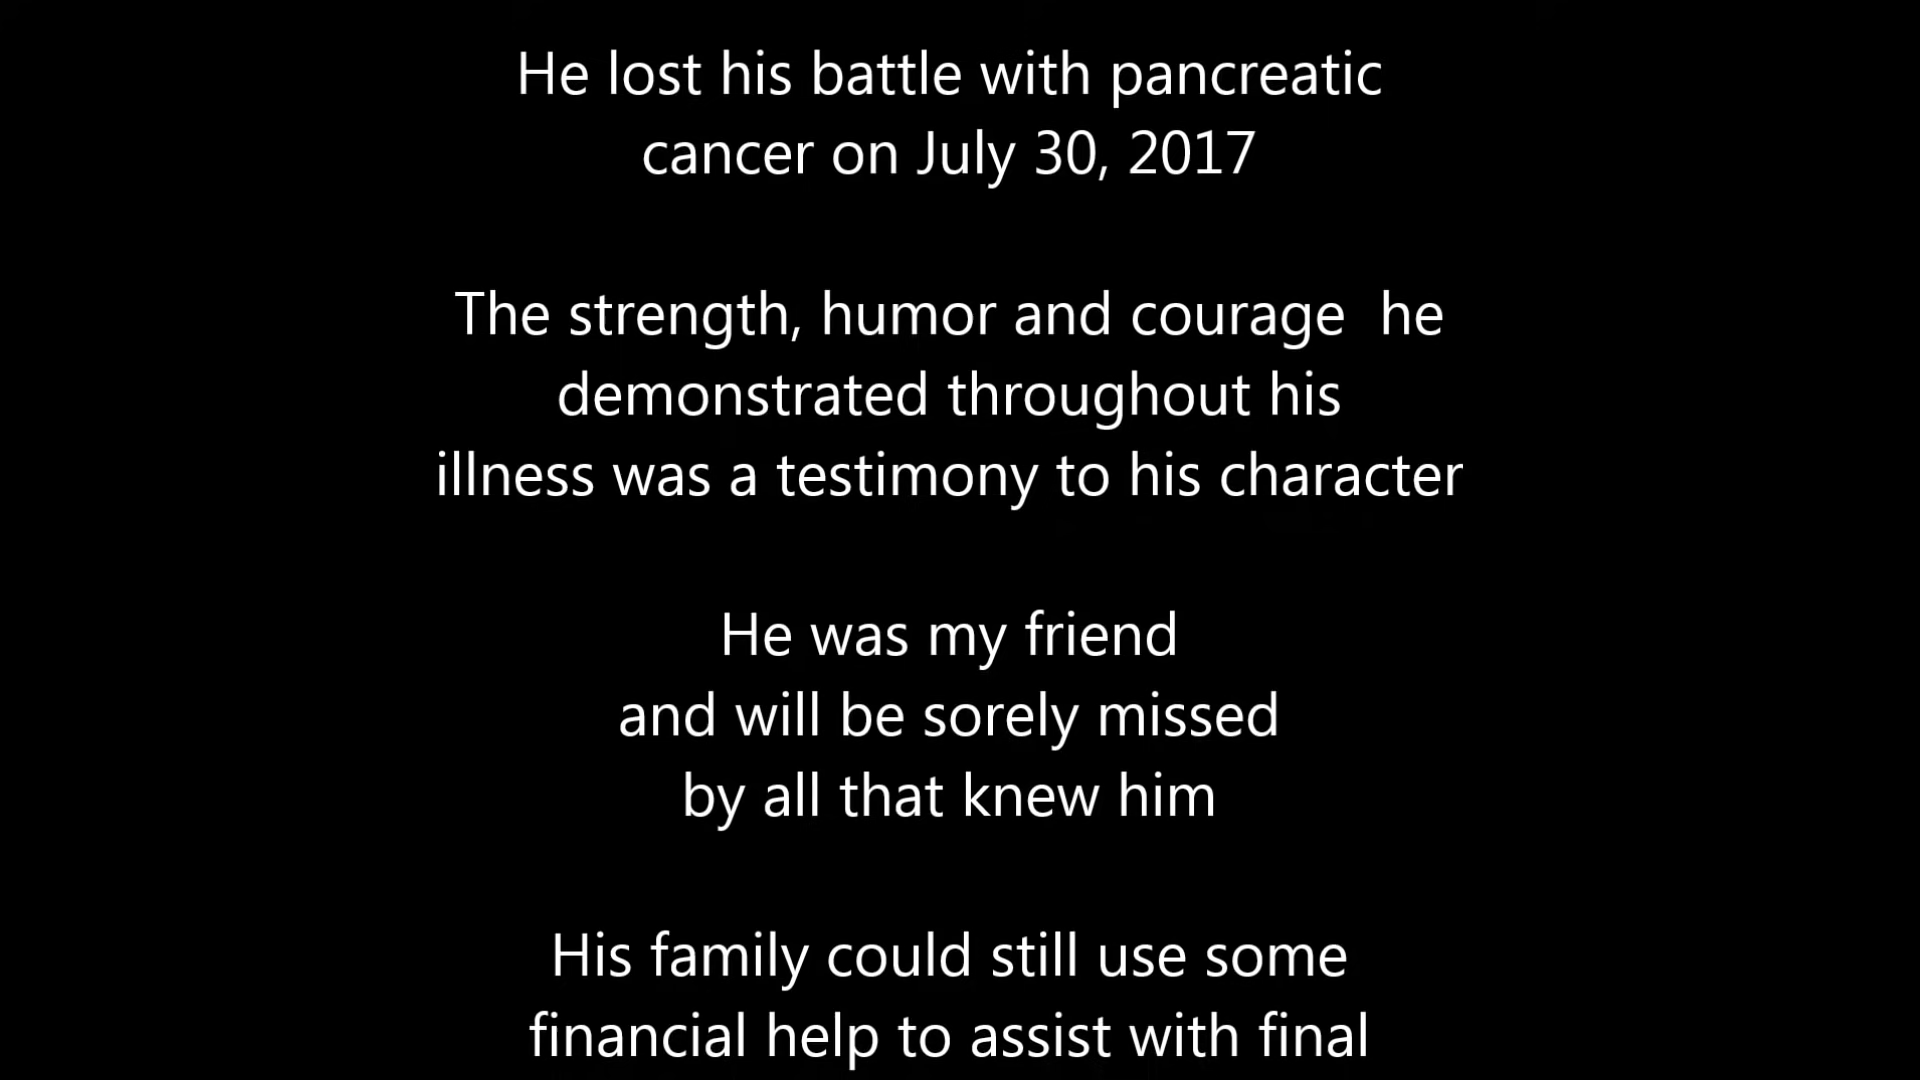 He lost his battle with pancreatic
cancer on July 30, 2017
The strength, humor and courage  he
demonstrated throughout his
illness was a testimony to his character
He was my friend
and will be sorely missed
by all that knew him
His family could still use some
financial help to assist with final